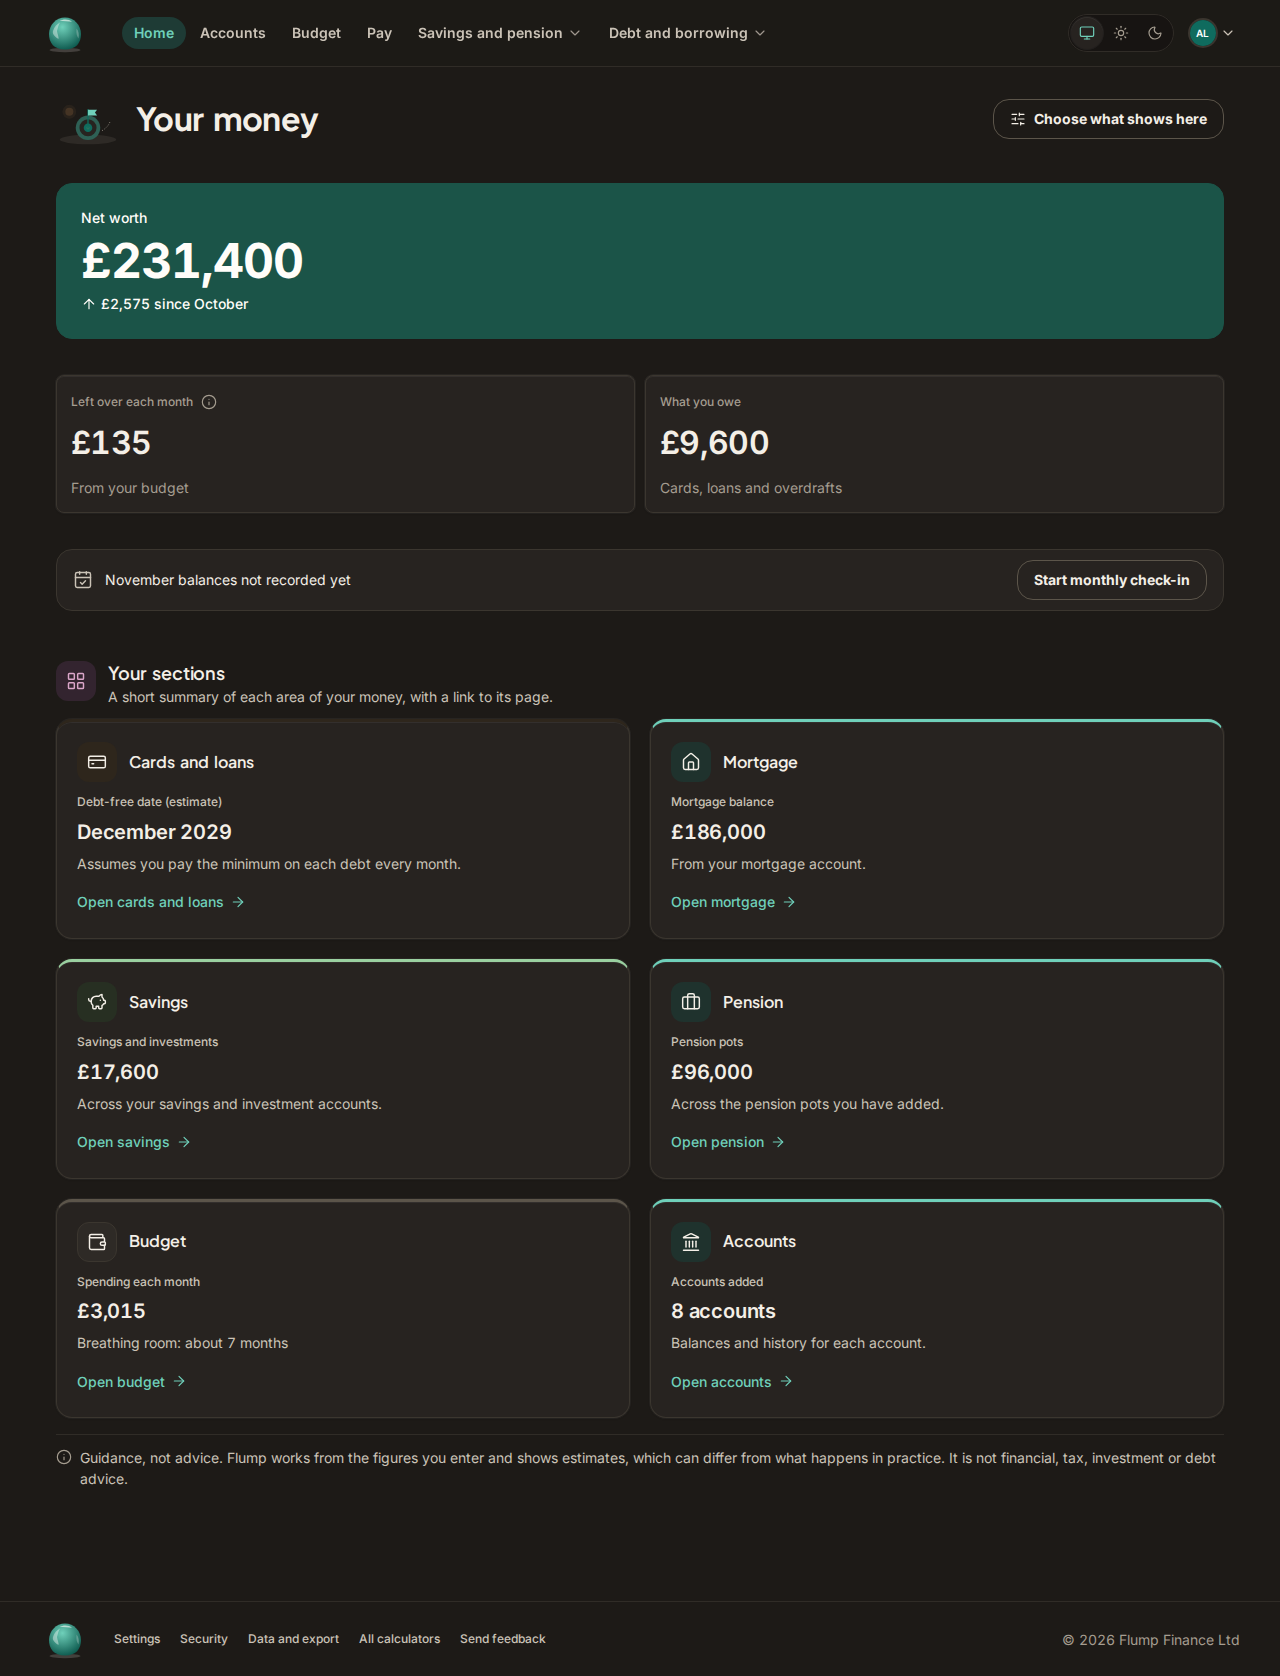 Home
Accounts
Budget
Pay
Savings and pension
Debt and borrowing
AL
Your money
Choose what shows here
Net worth
£231,400
£2,575 since October
Left over each month
£135
From your budget
What you owe
£9,600
Cards, loans and overdrafts
November balances not recorded yet
Start monthly check-in
Your sections
A short summary of each area of your money, with a link to its page.
Cards and loans
Debt-free date (estimate)
December 2029
Assumes you pay the minimum on each debt every month.
Open cards and loans
Mortgage
Mortgage balance
£186,000
From your mortgage account.
Open mortgage
Savings
Savings and investments
£17,600
Across your savings and investment accounts.
Open savings
Pension
Pension pots
£96,000
Across the pension pots you have added.
Open pension
Budget
Spending each month
£3,015
Breathing room: about 7 months
Open budget
Accounts
Accounts added
8 accounts
Balances and history for each account.
Open accounts
Guidance, not advice. Flump works from the figures you enter and shows estimates, which can differ from what happens in practice. It is not financial, tax, investment or debt
advice.
Settings
Security
Data and export
All calculators
Send feedback
© 2026 Flump Finance Ltd